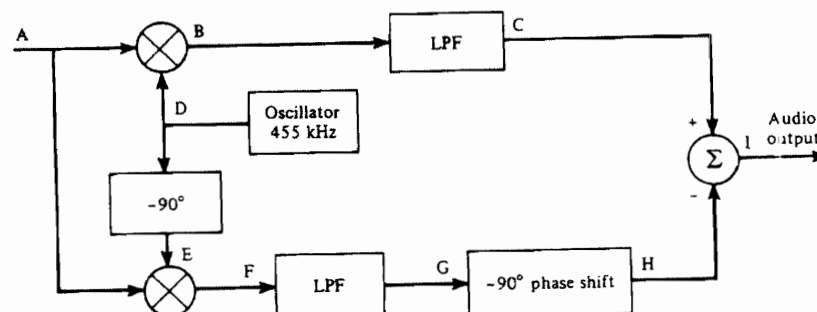 A
B
LPF
C
D
Oscillator
455 kHz
+
Audio
output
I
Σ
-90°
-
E
F
LPF
G
-90° phase shift
H